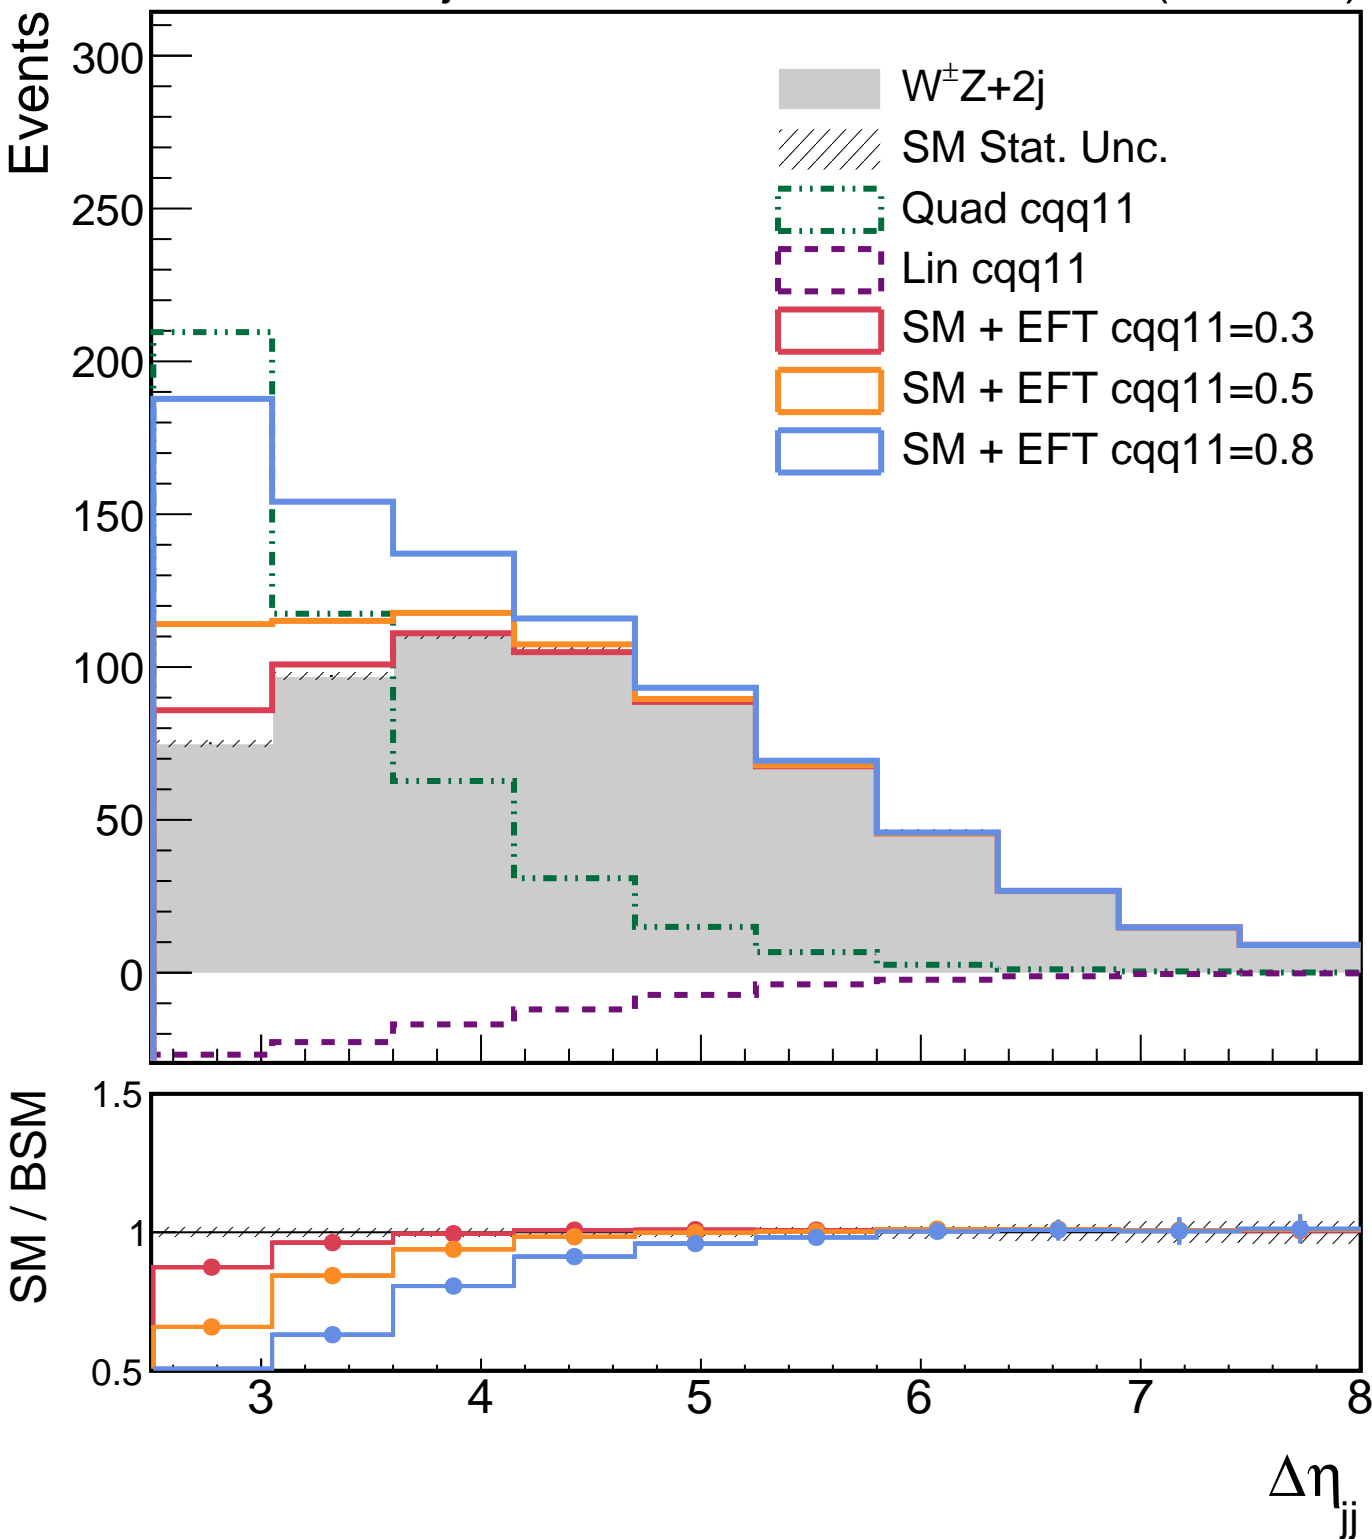 Events
300
250
200
150
100
50
0
W±Z+2j
SM Stat. Unc.
Quad cqq11
Lin cqq11
SM + EFT cqq11=0.3
SM + EFT cqq11=0.5
SM + EFT cqq11=0.8
SM / BSM
1.5
1
0.5
3 4 5 6 7 8
Δηjj